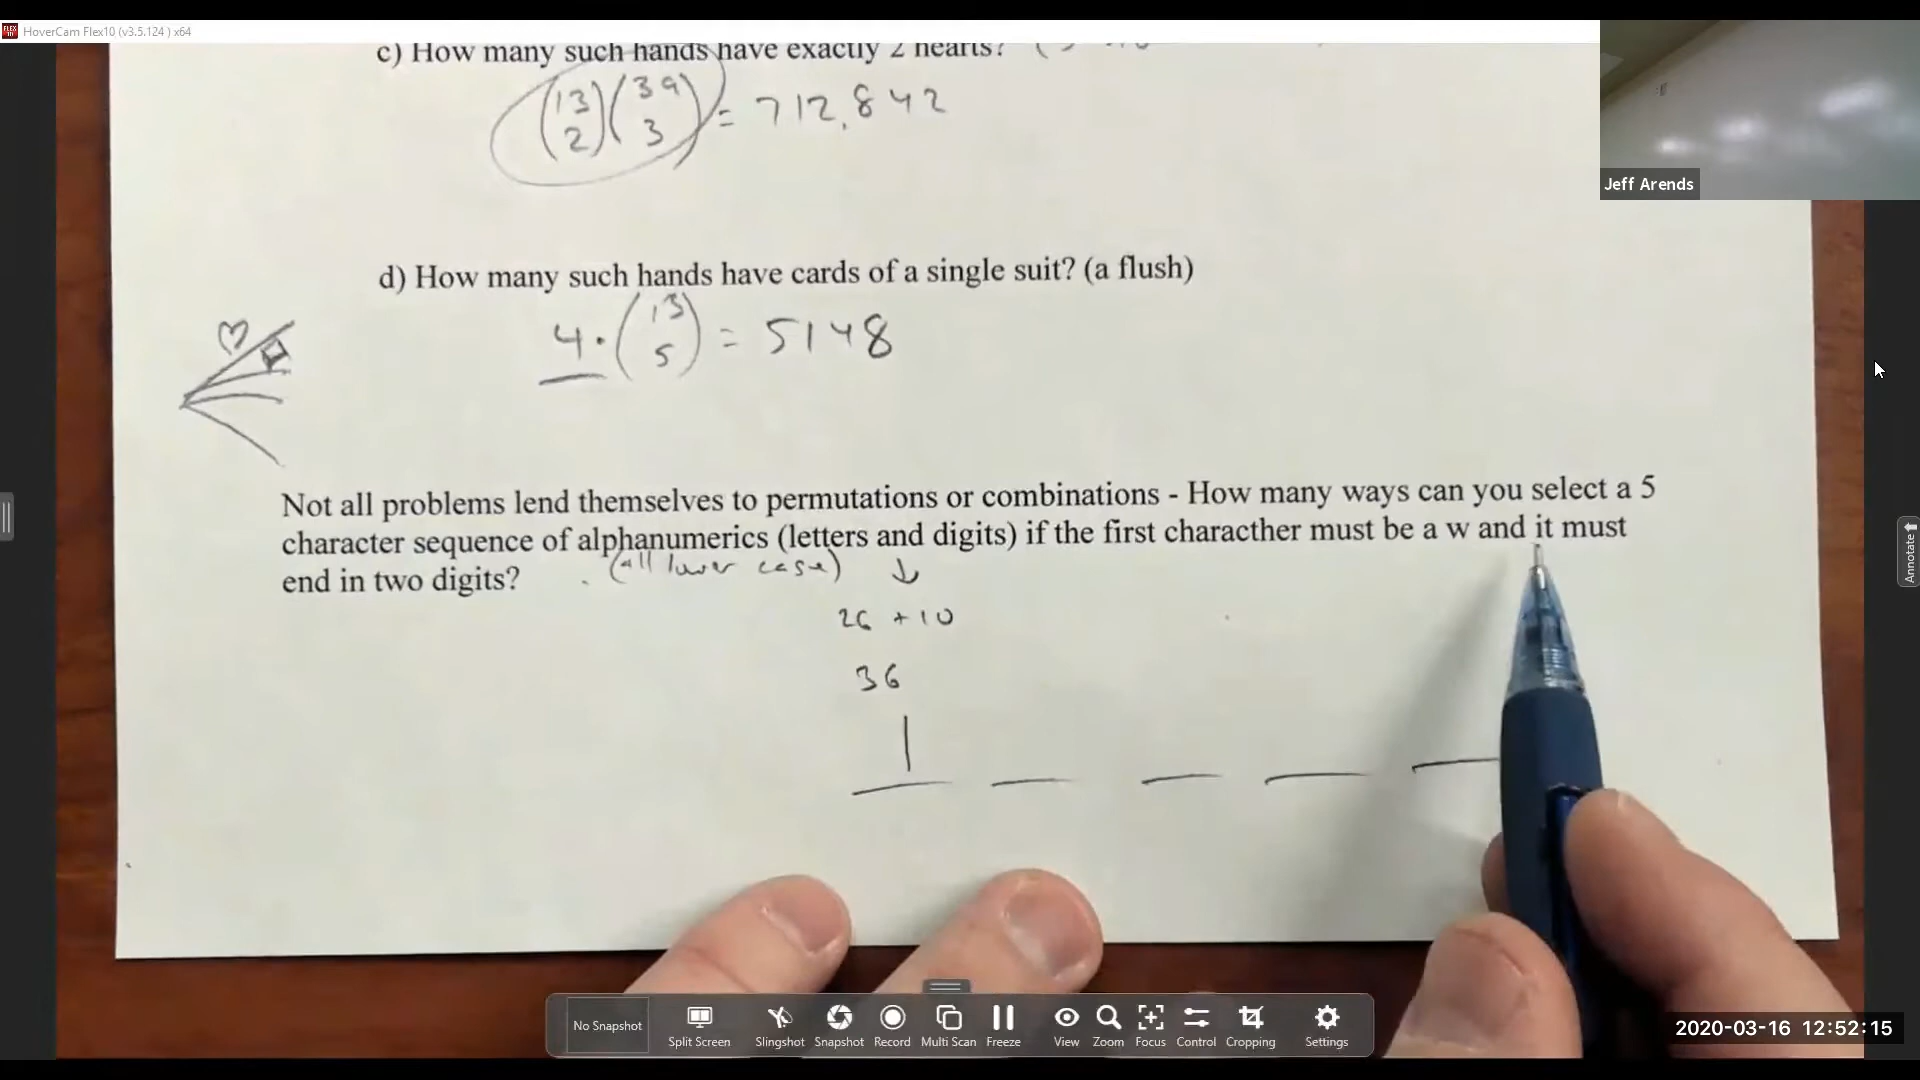 HoverCam Flex10 (v3.5.124 ) x64
c) How many such hands have exactly 2 hearts?
(13 2)(39 3) = 712,842
Jeff Arends
d) How many such hands have cards of a single suit? (a flush)
4 · (13 5) = 5148
Not all problems lend themselves to permutations or combinations - How many ways can you select a 5
character sequence of alphanumerics (letters and digits) if the first characther must be a w and it must
end in two digits?
(all lower case) ↓
26 + 10
36
1
Annotate
No Snapshot
Split Screen Slingshot Snapshot Record Multi Scan Freeze View Zoom Focus Control Cropping Settings
2020-03-16 12:52:15